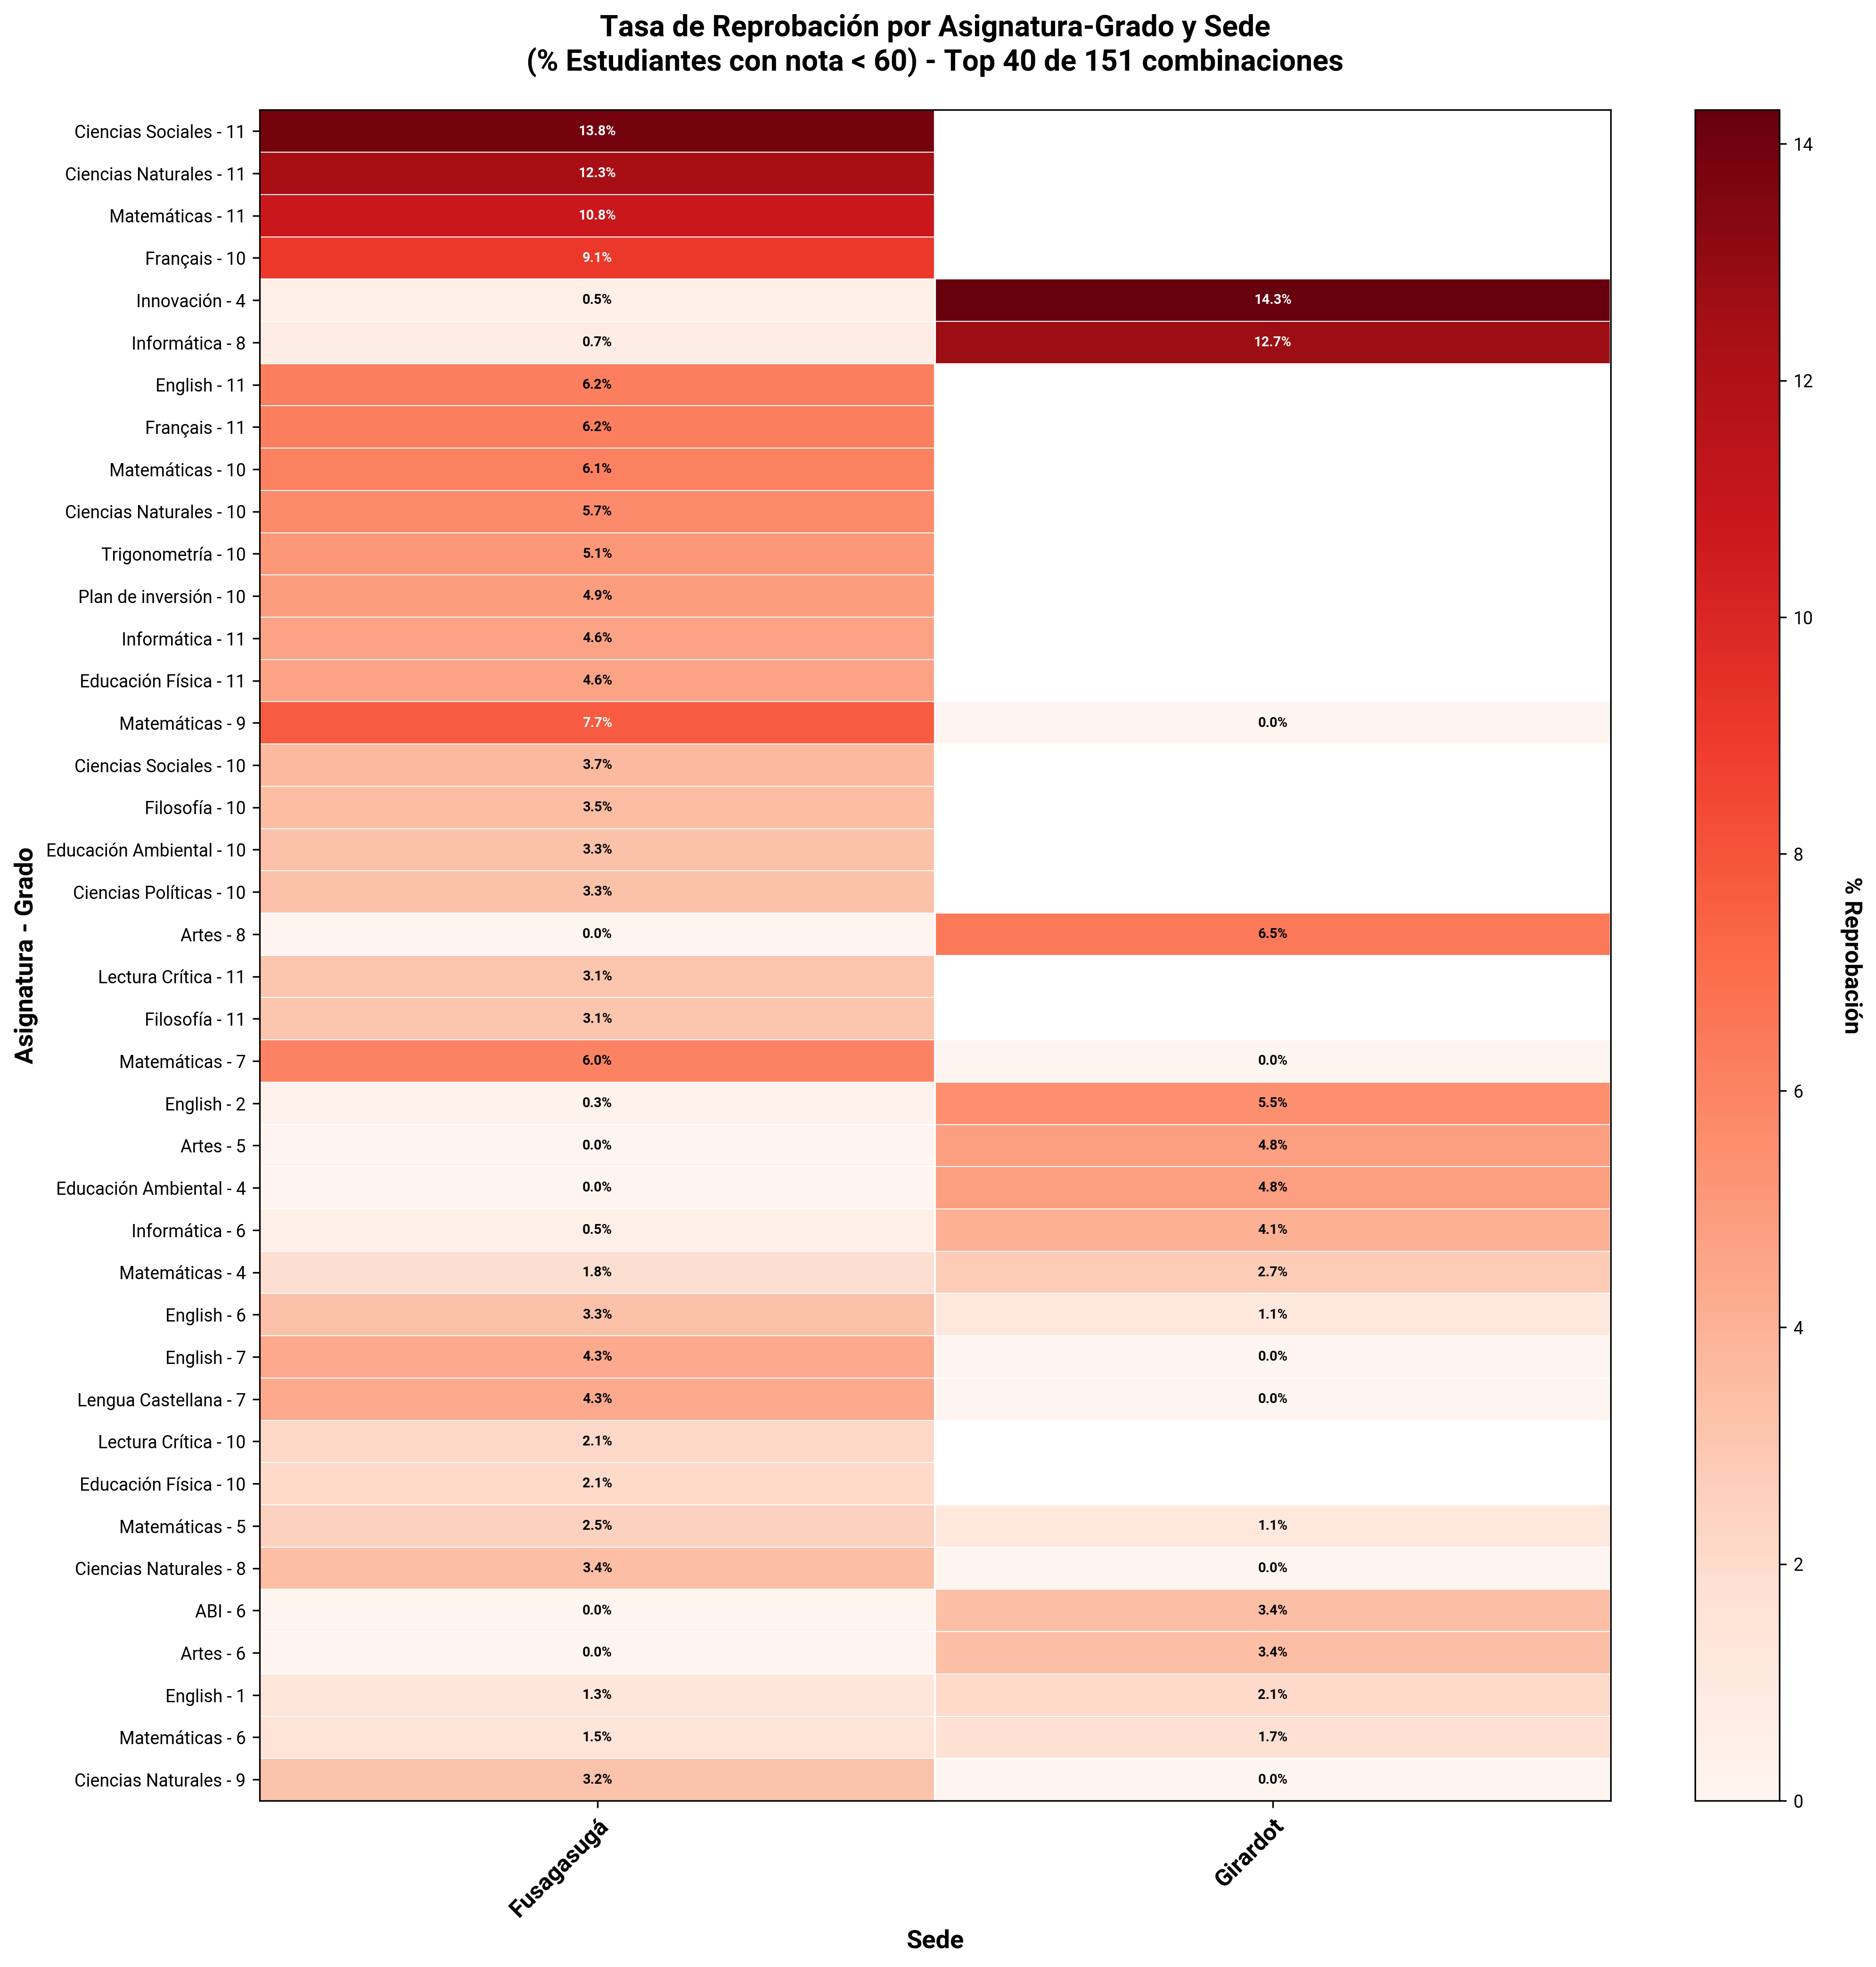 Tasa de Reprobación por Asignatura-Grado y Sede
(% Estudiantes con nota < 60) - Top 40 de 151 combinaciones
Asignatura - Grado
Ciencias Sociales - 11 13.8%
Ciencias Naturales - 11 12.3%
Matemáticas - 11 10.8%
Français - 10 9.1%
Innovación - 4 0.5% 14.3%
Informática - 8 0.7% 12.7%
English - 11 6.2%
Français - 11 6.2%
Matemáticas - 10 6.1%
Ciencias Naturales - 10 5.7%
Trigonometría - 10 5.1%
Plan de inversión - 10 4.9%
Informática - 11 4.6%
Educación Física - 11 4.6%
Matemáticas - 9 7.7% 0.0%
Ciencias Sociales - 10 3.7%
Filosofía - 10 3.5%
Educación Ambiental - 10 3.3%
Ciencias Políticas - 10 3.3%
Artes - 8 0.0% 6.5%
Lectura Crítica - 11 3.1%
Filosofía - 11 3.1%
Matemáticas - 7 6.0% 0.0%
English - 2 0.3% 5.5%
Artes - 5 0.0% 4.8%
Educación Ambiental - 4 0.0% 4.8%
Informática - 6 0.5% 4.1%
Matemáticas - 4 1.8% 2.7%
English - 6 3.3% 1.1%
English - 7 4.3% 0.0%
Lengua Castellana - 7 4.3% 0.0%
Lectura Crítica - 10 2.1%
Educación Física - 10 2.1%
Matemáticas - 5 2.5% 1.1%
Ciencias Naturales - 8 3.4% 0.0%
ABI - 6 0.0% 3.4%
Artes - 6 0.0% 3.4%
English - 1 1.3% 2.1%
Matemáticas - 6 1.5% 1.7%
Ciencias Naturales - 9 3.2% 0.0%
Fusagasugá Girardot
Sede
14
12
10
8
6
4
2
0
% Reprobación